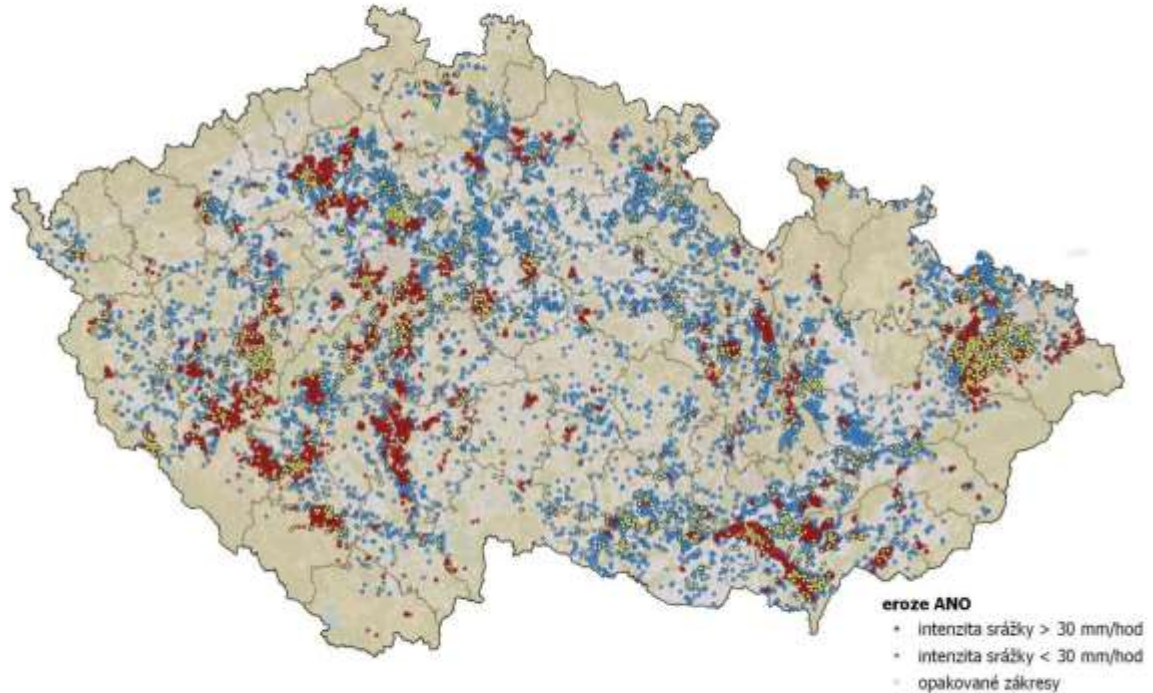 eroze ANO
intenzita srážky > 30 mm/hod
intenzita srážky < 30 mm/hod
opakované zákresy